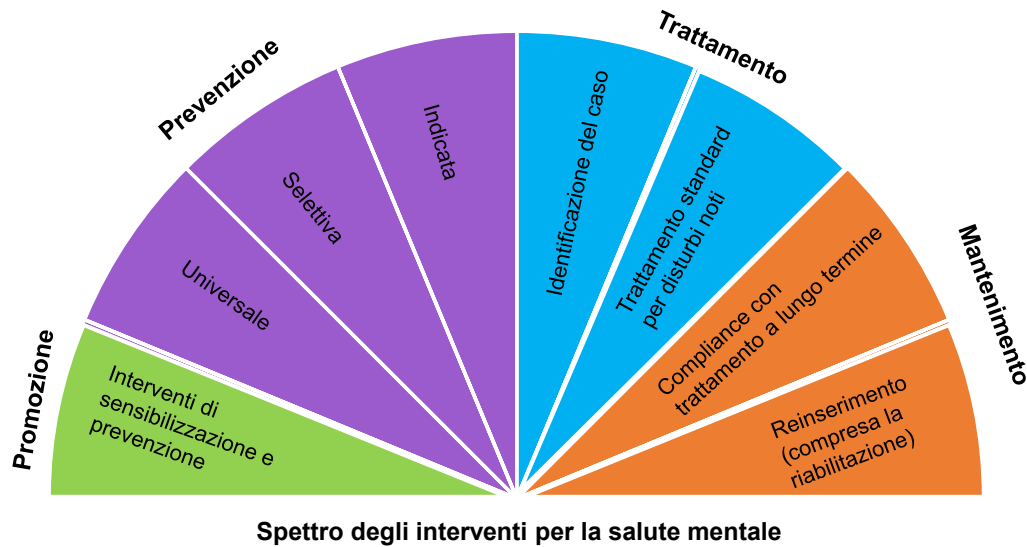 Promozione
Interventi di
sensibilizzazione e
prevenzione
Prevenzione
Universale
Selettiva
Indicata
Trattamento
Identificazione del caso
Trattamento standard
per disturbi noti
Mantenimento
Compliance con
trattamento a lungo termine
Reinserimento
(compresa la
riabilitazione)
Spettro degli interventi per la salute mentale